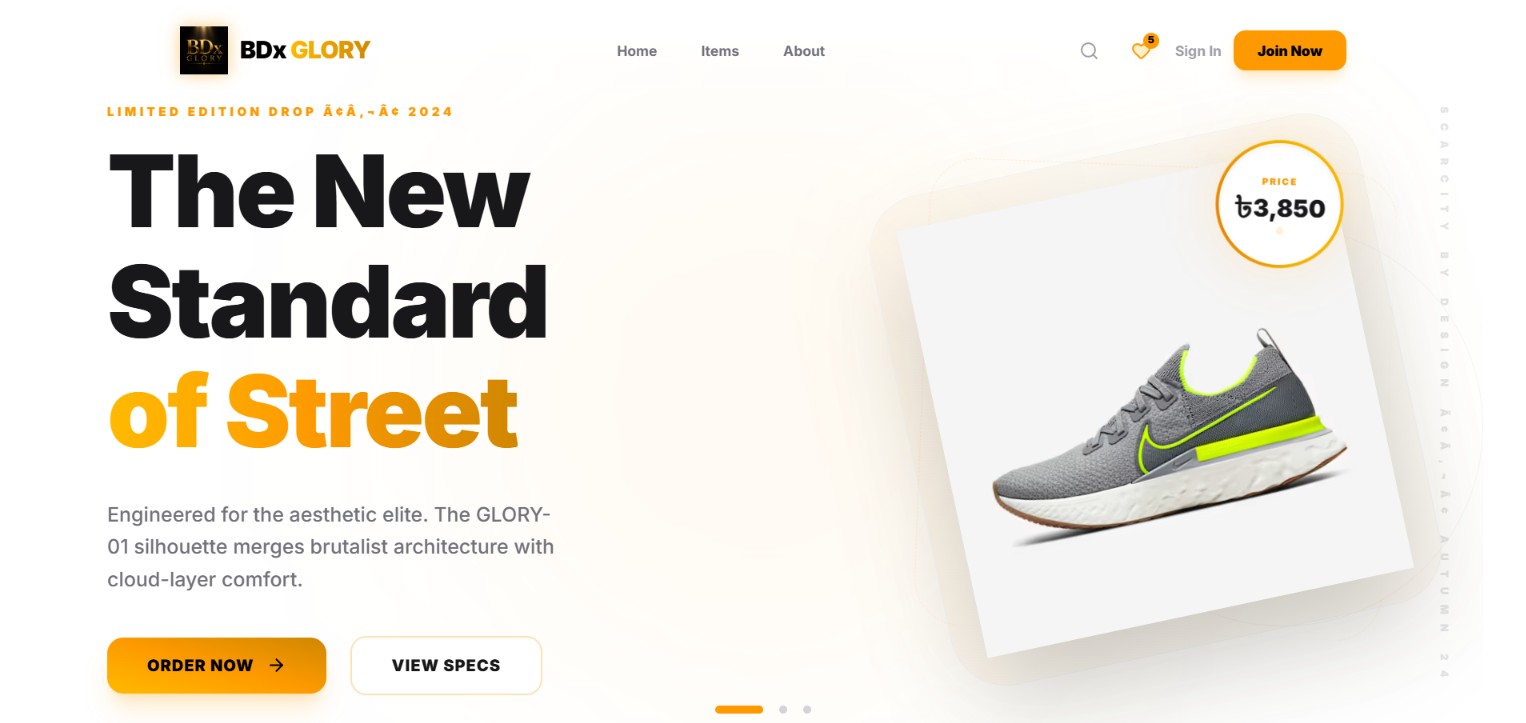 BDx
GLORY
BDx GLORY
Home
Items
About
5
Sign In
Join Now
LIMITED EDITION DROP Ã¢Â‚¬Â¢ 2024
The New
Standard
of Street
Engineered for the aesthetic elite. The GLORY-
01 silhouette merges brutalist architecture with
cloud-layer comfort.
ORDER NOW
VIEW SPECS
PRICE
৳3,850
SCARCITY BY DESIGN Ã¢Â‚¬Â¢ AUTUMN 24